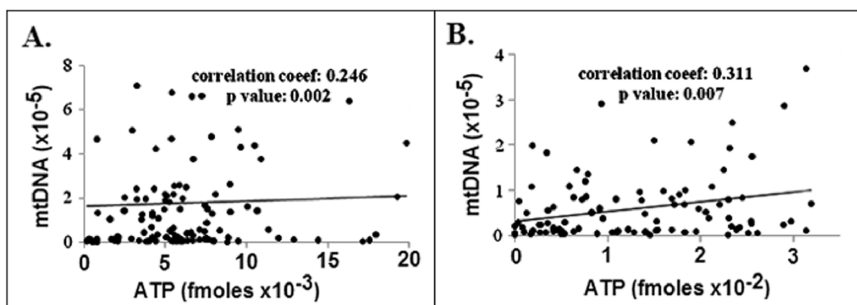 A.
correlation coeef: 0.246
p value: 0.002
mtDNA (x10-5)
8
6
4
2
0
0
5
10
15
20
ATP (fmoles x10-3)
B.
correlation coeef: 0.311
p value: 0.007
mtDNA (x10-5)
4
3
2
1
0
0
1
2
3
ATP (fmoles x10-2)